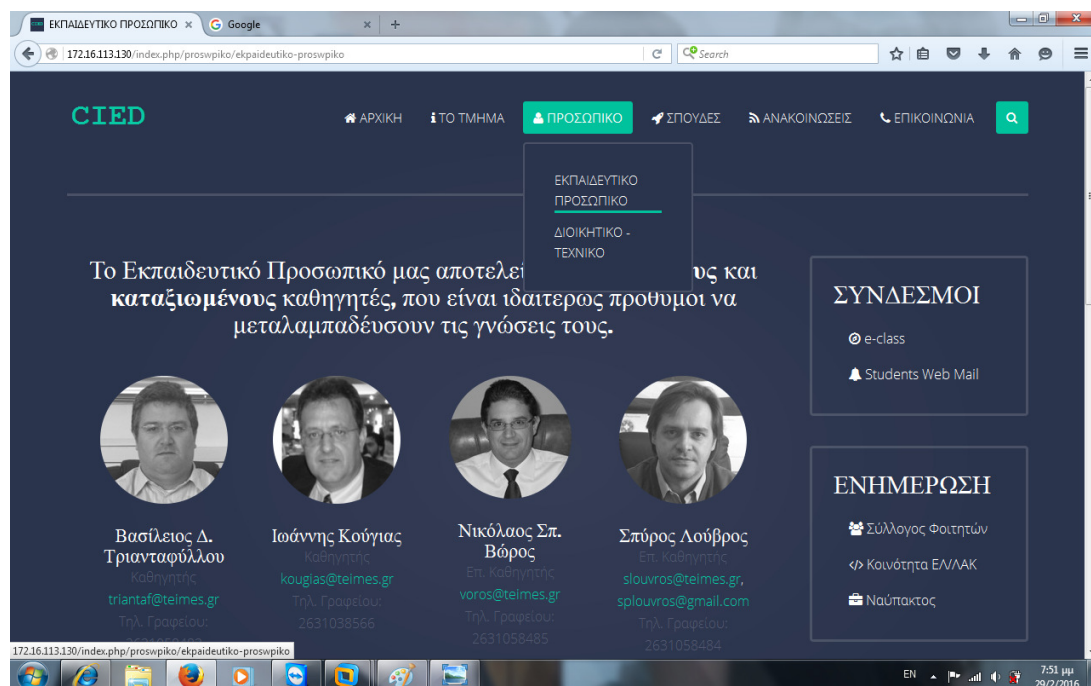 ΕΚΠΑΙΔΕΥΤΙΚΟ ΠΡΟΣΩΠΙΚΟ
Google
172.16.113.130/index.php/proswpiko/ekpaideutiko-proswpiko
Search
CIED
ΑΡΧΙΚΗ
ΤΟ ΤΜΗΜΑ
ΠΡΟΣΩΠΙΚΟ
ΣΠΟΥΔΕΣ
ΑΝΑΚΟΙΝΩΣΕΙΣ
ΕΠΙΚΟΙΝΩΝΙΑ
ΕΚΠΑΙΔΕΥΤΙΚΟ
ΠΡΟΣΩΠΙΚΟ
ΔΙΟΙΚΗΤΙΚΟ -
ΤΕΧΝΙΚΟ
Το Εκπαιδευτικό Προσωπικό μας αποτελεί υς και
καταξιωμένους καθηγητές, που είναι ιδαιτέρως πρόθυμοι να
μεταλαμπαδέυσουν τις γνώσεις τους.
Βασίλειος Δ.
Τριανταφύλλου
Καθηγητής
triantaf@teimes.gr
Τηλ. Γραφείου:
Ιωάννης Κούγιας
Καθηγητής
kougias@teimes.gr
Τηλ. Γραφείου:
2631038566
Νικόλαος Σπ.
Βώρος
Επ. Καθηγητής
voros@teimes.gr
Τηλ. Γραφείου:
2631058485
Σπύρος Λούβρος
Επ. Καθηγητής
slouvros@teimes.gr,
splouvros@gmail.com
Τηλ. Γραφείου:
2631058484
ΣΥΝΔΕΣΜΟΙ
e-class
Students Web Mail
ΕΝΗΜΕΡΩΣΗ
Σύλλογος Φοιτητών
Κοινότητα ΕΛ/ΛΑΚ
Ναύπακτος
172.16.113.130/index.php/proswpiko/ekpaideutiko-proswpiko
EN
7:51 μμ
29/2/2016